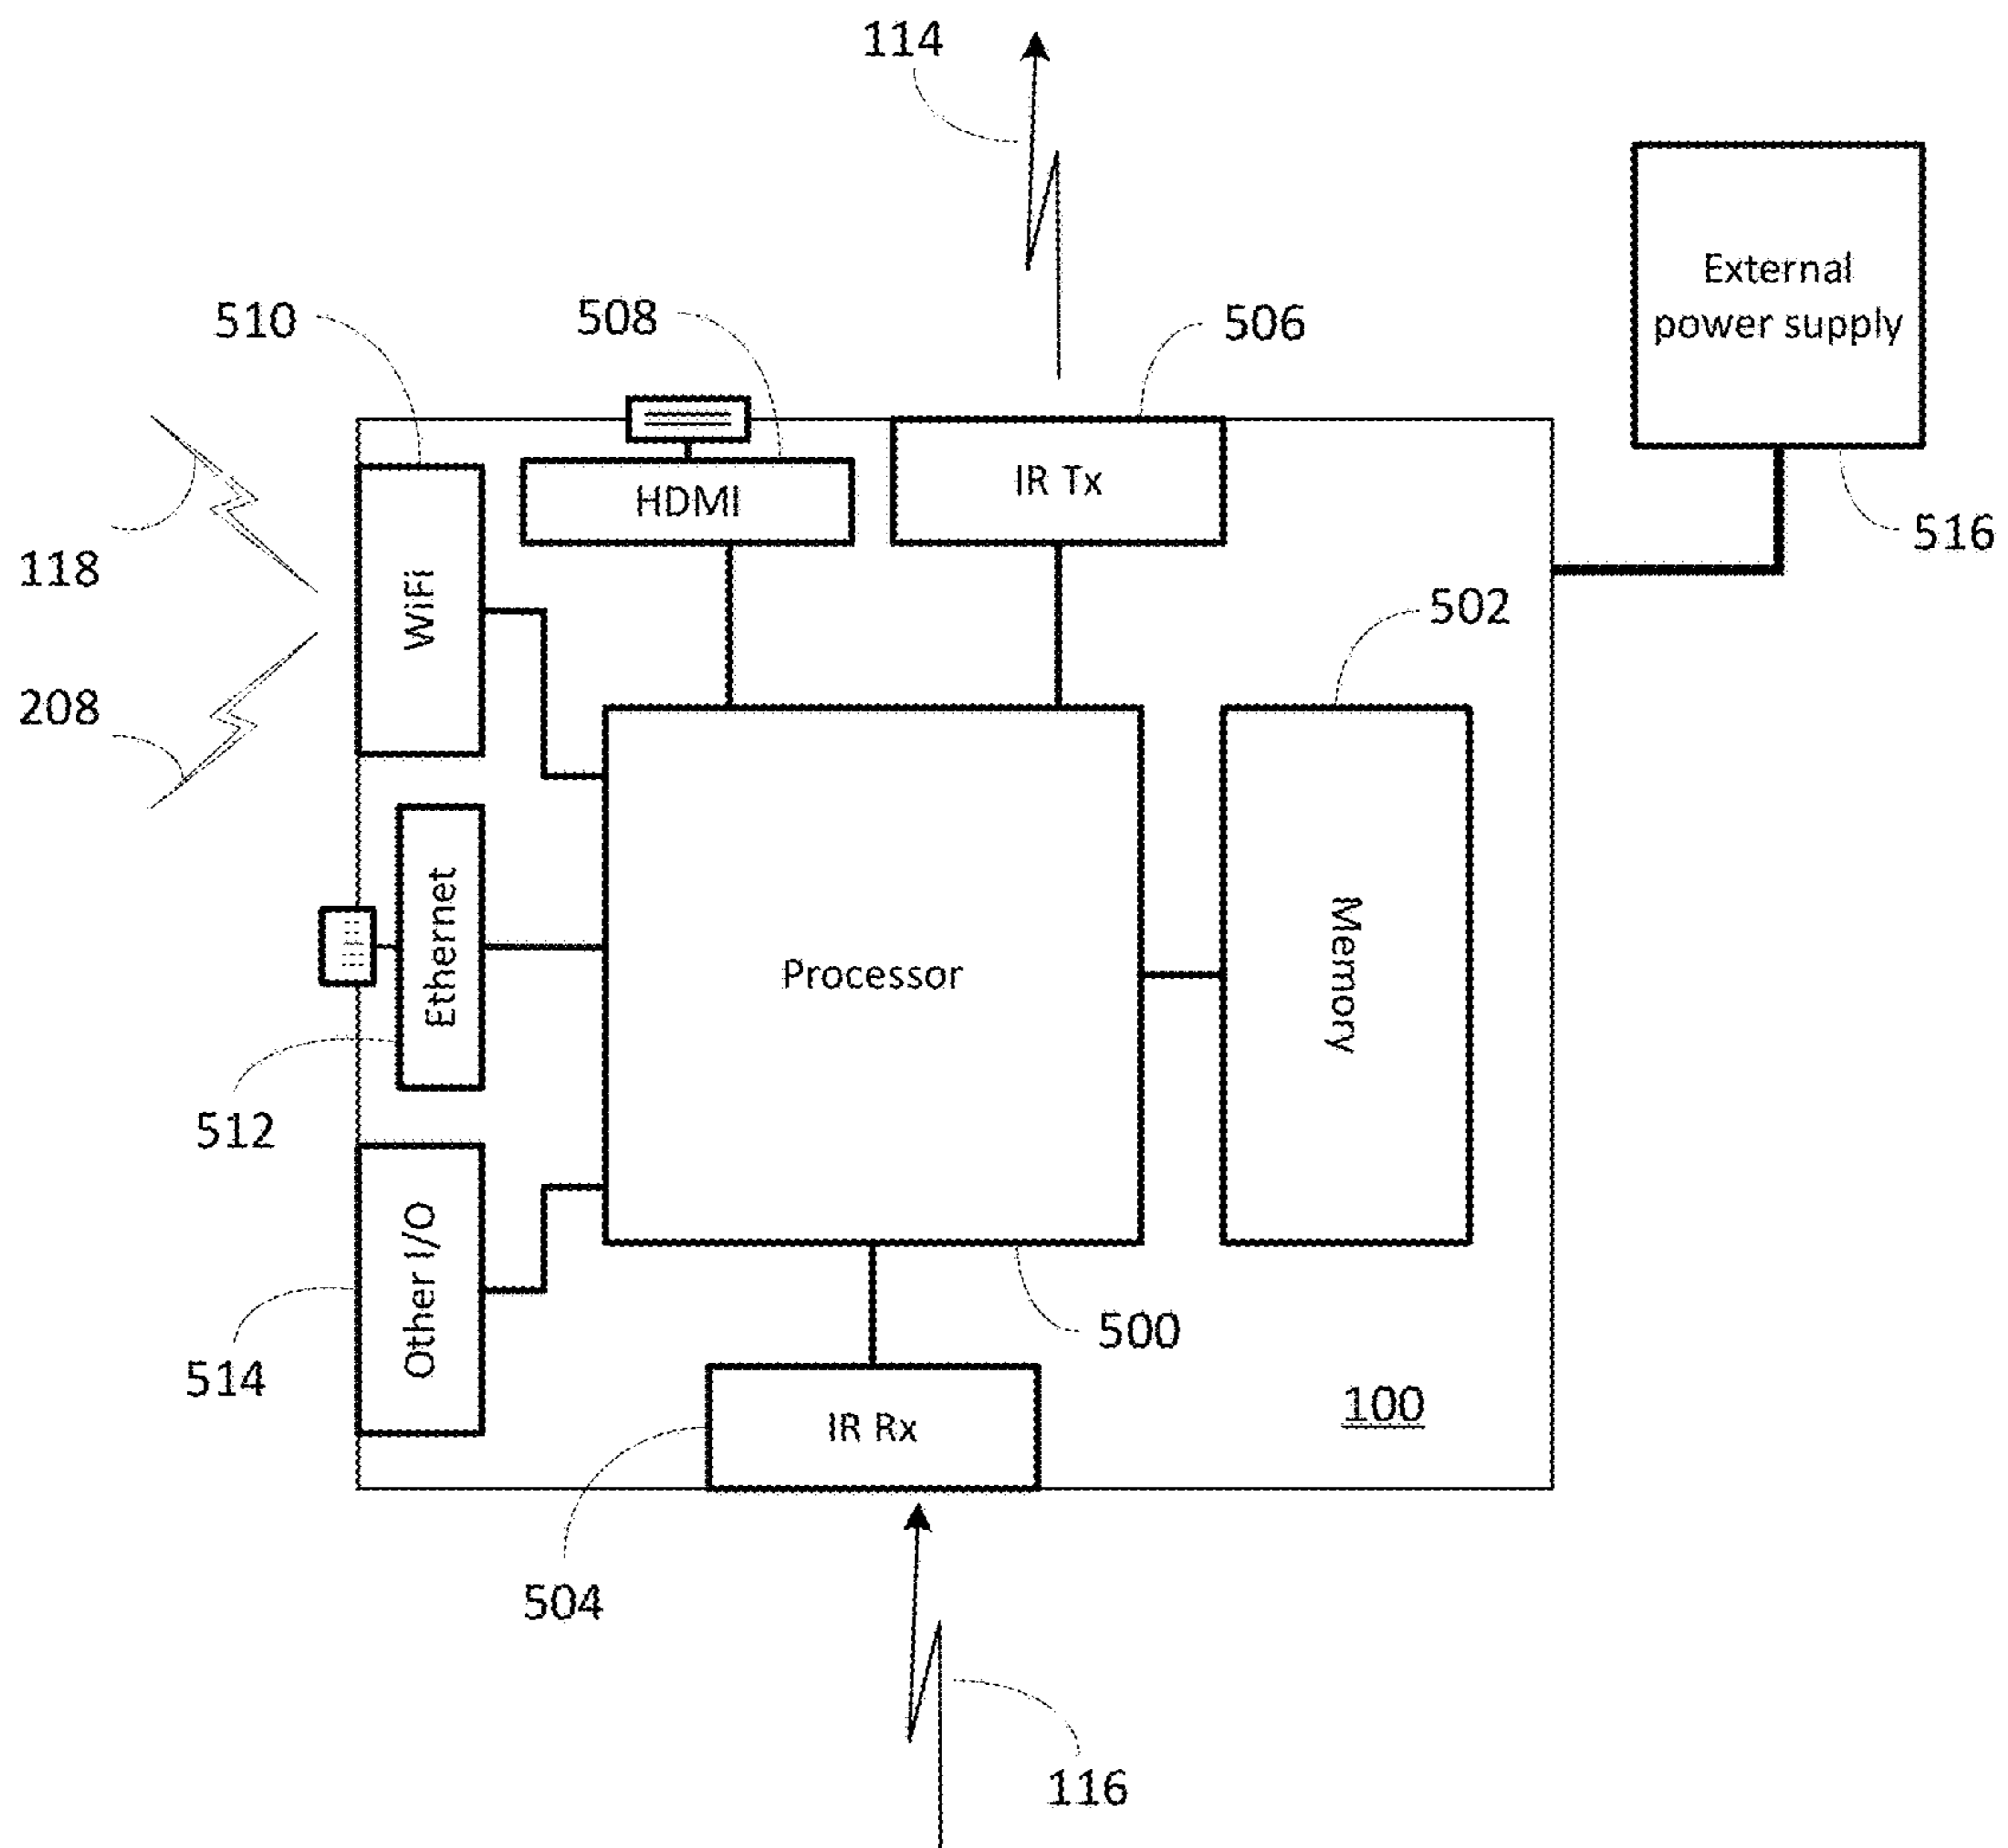 114
External
power supply
510
508
506
516
HDMI
IR Tx
118
WiFi
502
208
Ethernet
Processor
Memory
512
Other I/O
500
514
100
IR Rx
504
116